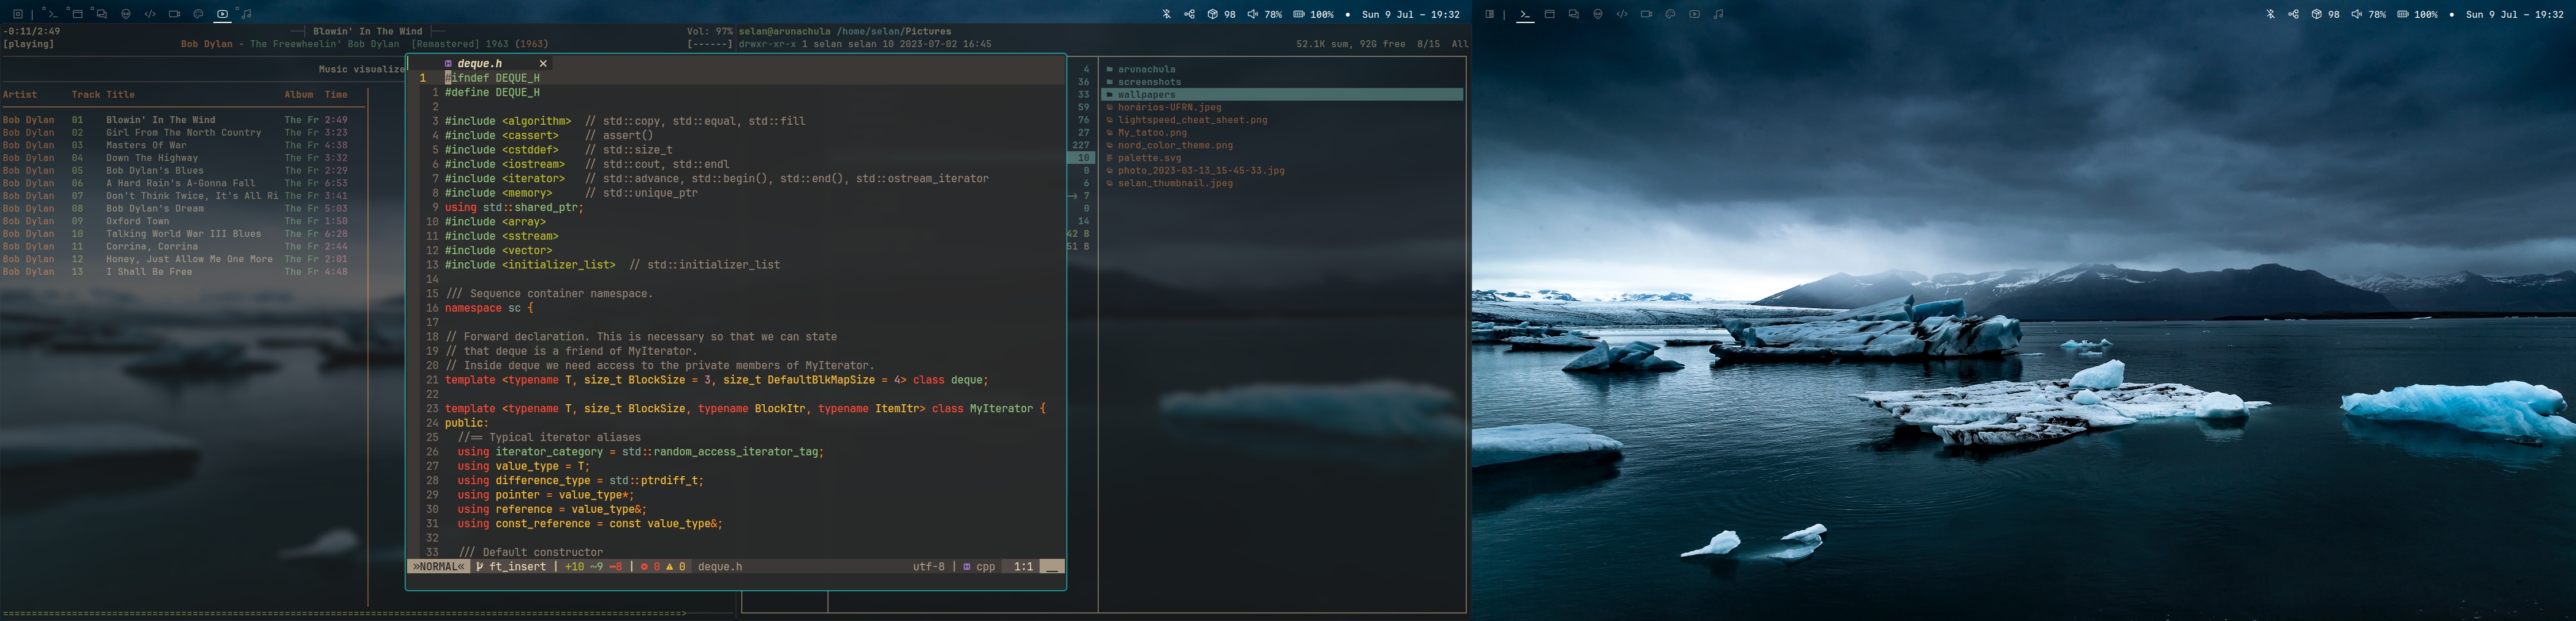 98 78% 100% • Sun 9 Jul – 19:32
-0:11/2:49 Blowin' In The Wind Vol: 97%
[playing] Bob Dylan - The Freewheelin' Bob Dylan [Remastered] 1963 (1963) [------]
Music visualize
Artist Track Title Album Time
Bob Dylan 01 Blowin' In The Wind The Fr 2:49
Bob Dylan 02 Girl From The North Country The Fr 3:23
Bob Dylan 03 Masters Of War The Fr 4:38
Bob Dylan 04 Down The Highway The Fr 3:32
Bob Dylan 05 Bob Dylan's Blues The Fr 2:29
Bob Dylan 06 A Hard Rain's A-Gonna Fall The Fr 6:53
Bob Dylan 07 Don't Think Twice, It's All Ri The Fr 3:41
Bob Dylan 08 Bob Dylan's Dream The Fr 5:03
Bob Dylan 09 Oxford Town The Fr 1:50
Bob Dylan 10 Talking World War III Blues The Fr 6:28
Bob Dylan 11 Corrina, Corrina The Fr 2:44
Bob Dylan 12 Honey, Just Allow Me One More The Fr 2:01
Bob Dylan 13 I Shall Be Free The Fr 4:48
deque.h
1 #ifndef DEQUE_H
1 #define DEQUE_H
2
3 #include <algorithm> // std::copy, std::equal, std::fill
4 #include <cassert> // assert()
5 #include <cstddef> // std::size_t
6 #include <iostream> // std::cout, std::endl
7 #include <iterator> // std::advance, std::begin(), std::end(), std::ostream_iterator
8 #include <memory> // std::unique_ptr
9 using std::shared_ptr;
10 #include <array>
11 #include <sstream>
12 #include <vector>
13 #include <initializer_list> // std::initializer_list
14
15 /// Sequence container namespace.
16 namespace sc {
17
18 // Forward declaration. This is necessary so that we can state
19 // that deque is a friend of MyIterator.
20 // Inside deque we need access to the private members of MyIterator.
21 template <typename T, size_t BlockSize = 3, size_t DefaultBlkMapSize = 4> class deque;
22
23 template <typename T, size_t BlockSize, typename BlockItr, typename ItemItr> class MyIterator {
24 public:
25 //== Typical iterator aliases
26 using iterator_category = std::random_access_iterator_tag;
27 using value_type = T;
28 using difference_type = std::ptrdiff_t;
29 using pointer = value_type*;
30 using reference = value_type&;
31 using const_reference = const value_type&;
32
33 /// Default constructor
»NORMAL« ft_insert | +10 ~9 -8 | 0 0 deque.h utf-8 | cpp 1:1
selan@arunachula /home/selan/Pictures
drwxr-xr-x 1 selan selan 10 2023-07-02 16:45 52.1K sum, 92G free 8/15 All
4
36
33
59
76
27
227
10
0
6
-> 7
0
14
42 B
51 B
arunachula
screenshots
wallpapers
horários-UFRN.jpeg
lightspeed_cheat_sheet.png
My_tatoo.png
nord_color_theme.png
palette.svg
photo_2023-03-13_15-45-33.jpg
selan_thumbnail.jpeg
98 78% 100% • Sun 9 Jul – 19:32